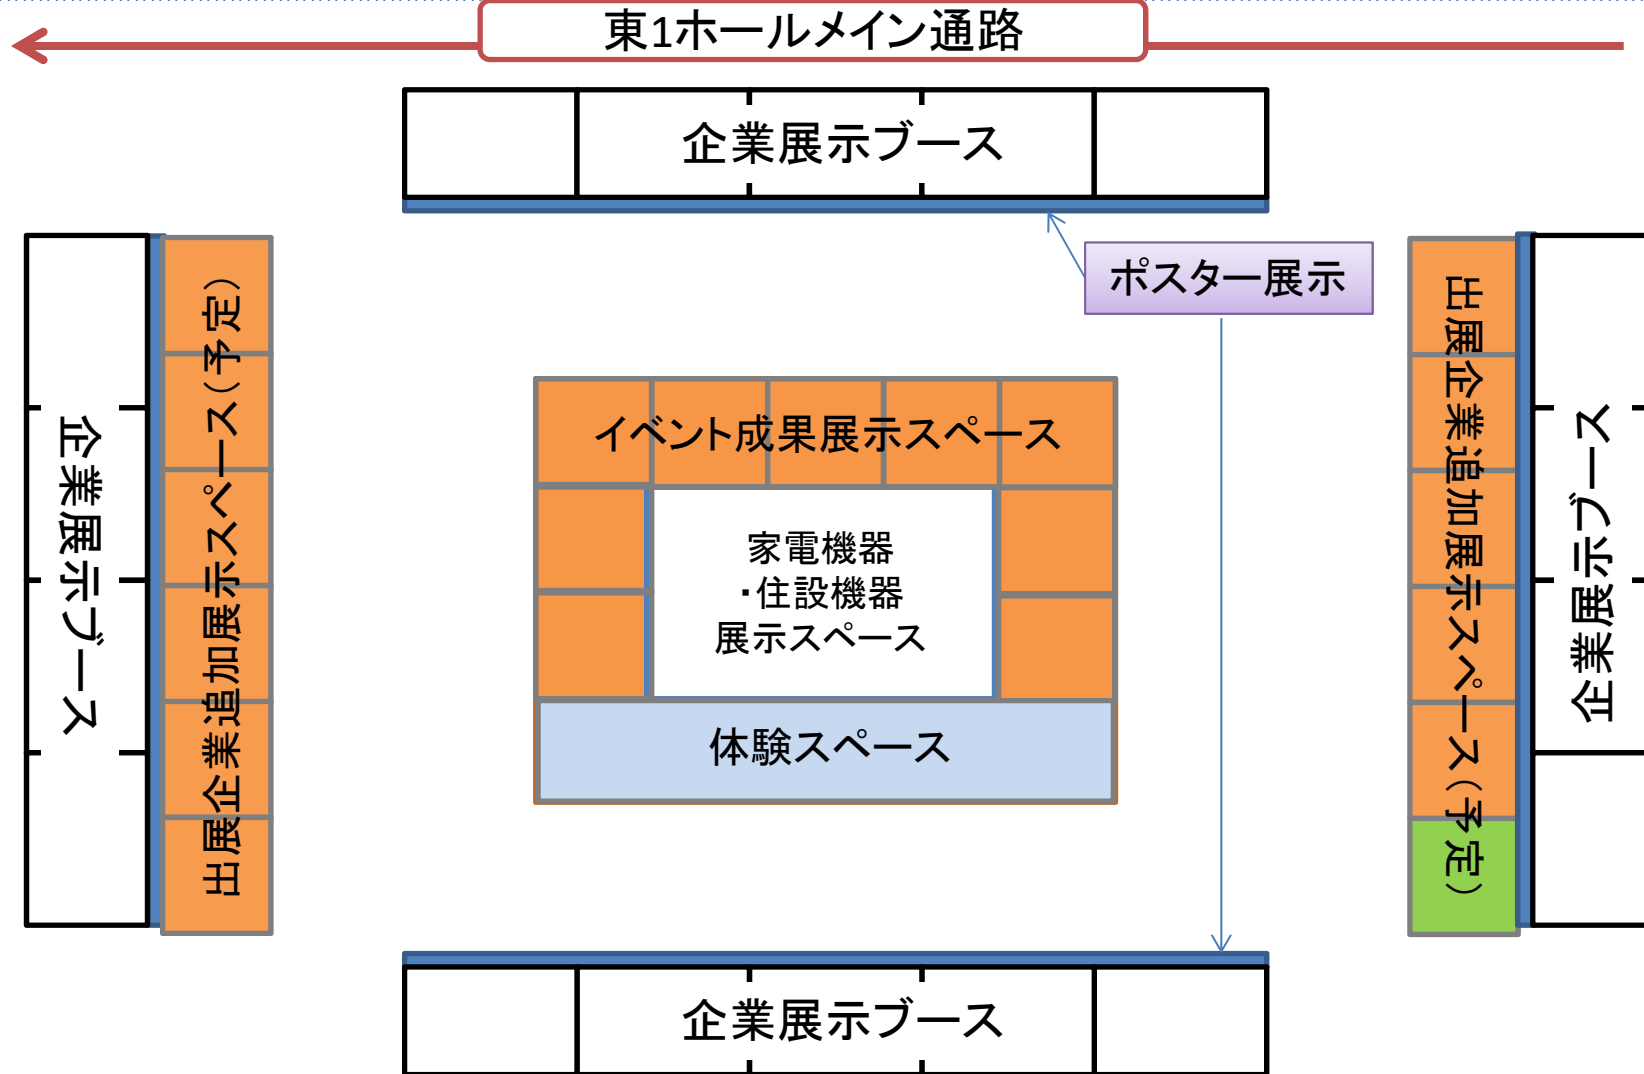 東1ホールメイン通路
企業展示ブース
ポスター展示
企業展示ブース
出展企業追加展示スペース(予定)
イベント成果展示スペース
家電機器
・住設機器
展示スペース
体験スペース
出展企業追加展示スペース(予定)
企業展示ブース
企業展示ブース